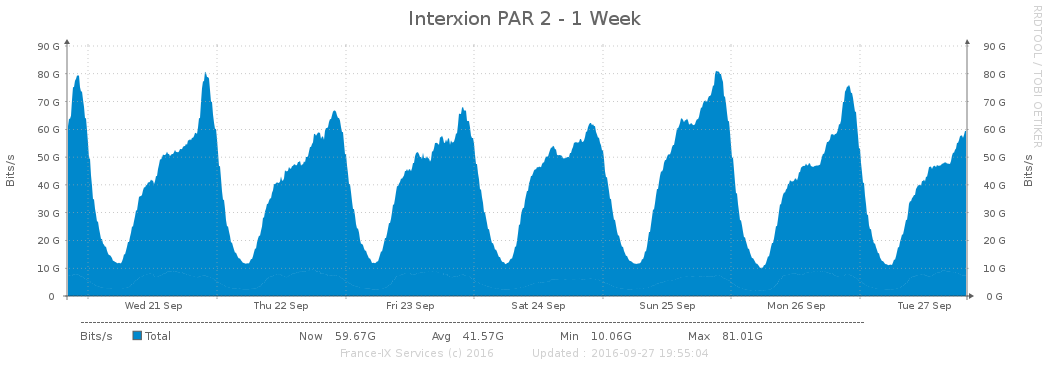 Interxion PAR 2 - 1 Week
RRDTOOL / TOBI OETIKER
Bits/s
90 G
80 G
70 G
60 G
50 G
40 G
30 G
20 G
10 G
0
90 G
80 G
70 G
60 G
50 G
40 G
30 G
20 G
10 G
0 G
Bits/s
Wed 21 Sep Thu 22 Sep Fri 23 Sep Sat 24 Sep Sun 25 Sep Mon 26 Sep Tue 27 Sep
Bits/s Total Now 59.67G Avg 41.57G Min 10.06G Max 81.01G
France-IX Services (c) 2016 Updated : 2016-09-27 19:55:04